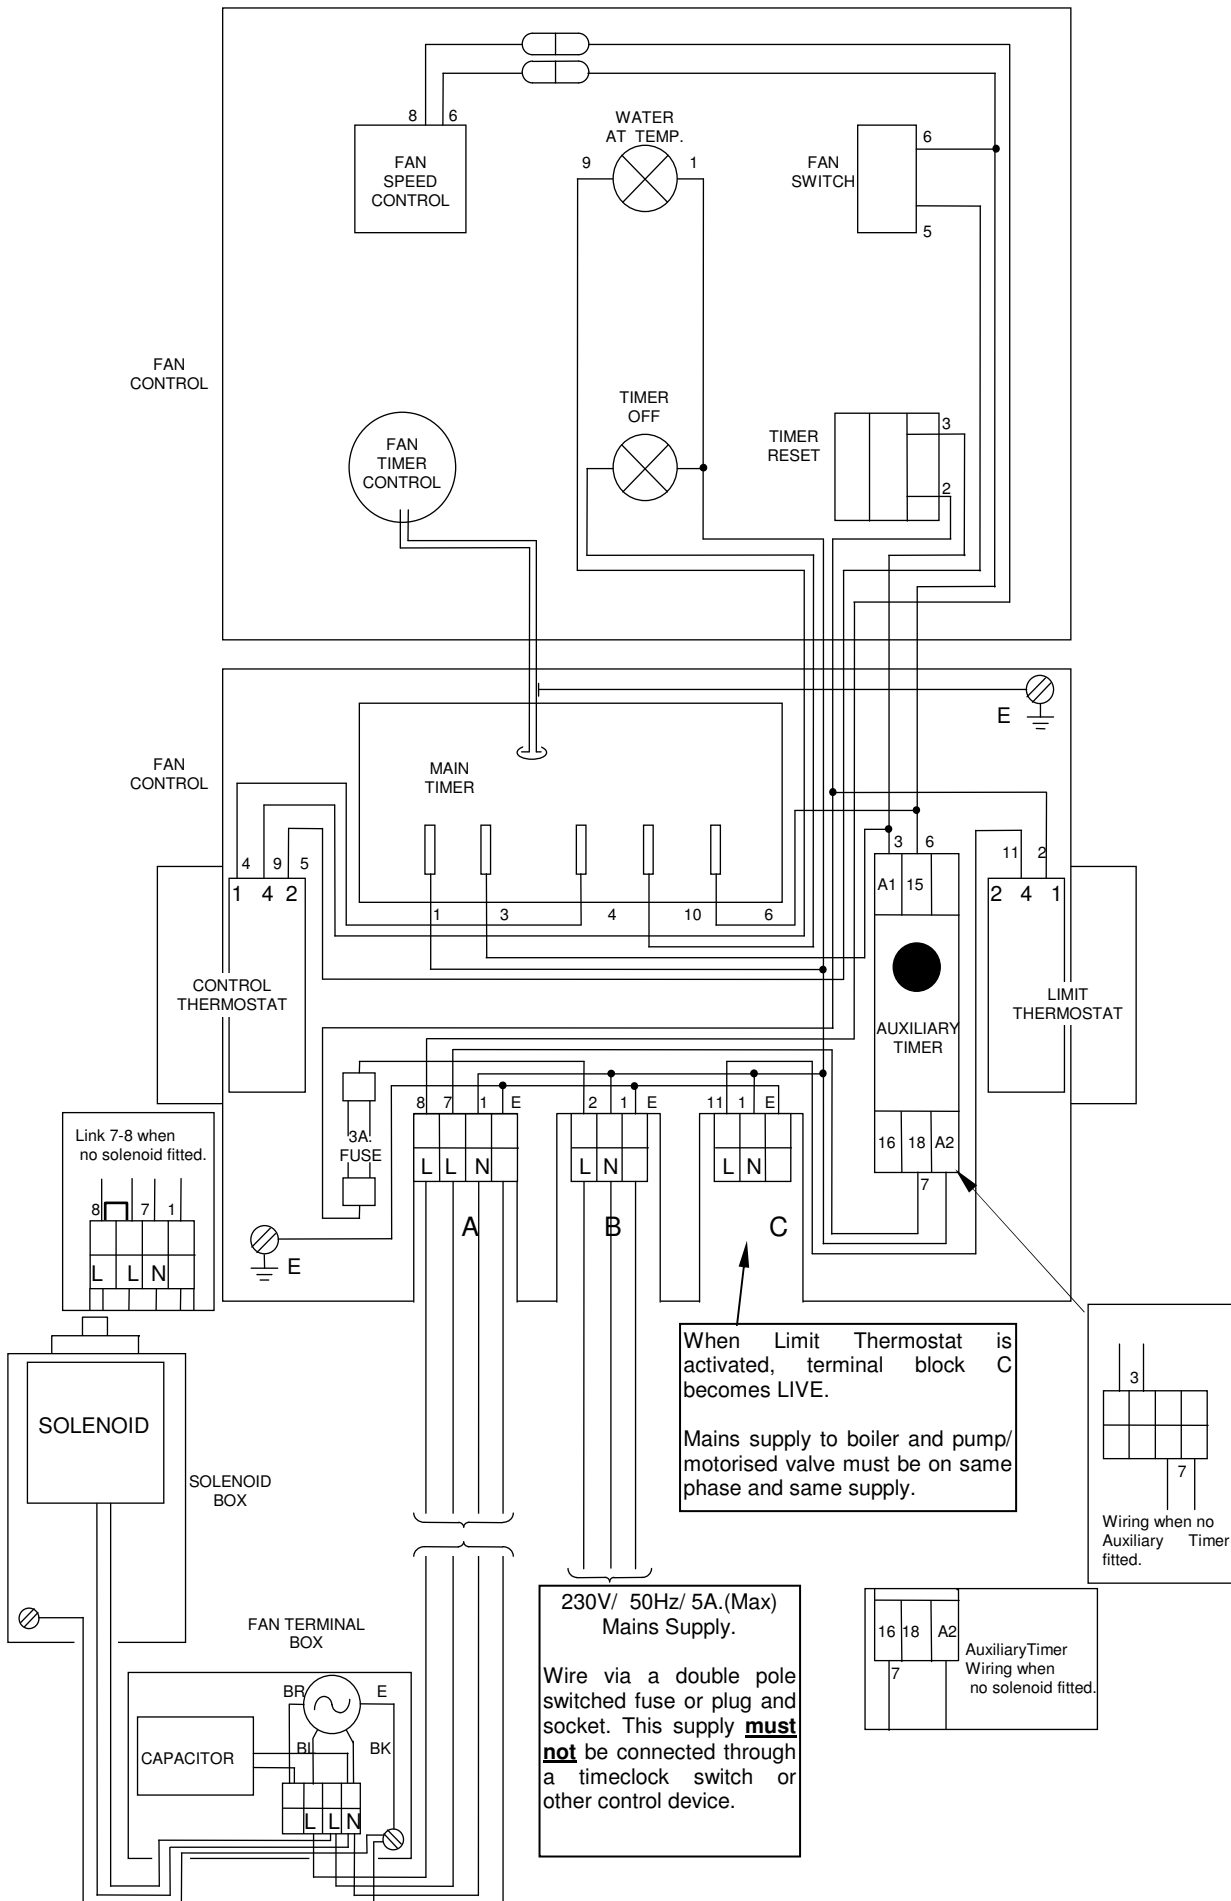 8 6
FAN
SPEED
CONTROL
WATER
AT TEMP.
9 1
FAN
SWITCH
6
5
FAN
CONTROL
FAN
TIMER
CONTROL
TIMER
OFF
TIMER
RESET
3
2
E
FAN
CONTROL
MAIN
TIMER
4 9 5
1 4 2
CONTROL
THERMOSTAT
1 3 4 10 6
3 6
A1 15
AUXILIARY
TIMER
16 18 A2
7
11 2
2 4 1
LIMIT
THERMOSTAT
3A.
FUSE
8 7 1 E
L L N
A
2 1 E
L N
B
11 1 E
L N
C
E
Link 7-8 when
no solenoid fitted.
8 7 1
L L N
SOLENOID
SOLENOID
BOX
When Limit Thermostat is
activated, terminal block C
becomes LIVE.
Mains supply to boiler and pump/
motorised valve must be on same
phase and same supply.
3
7
Wiring when no
Auxiliary Timer
fitted.
230V/ 50Hz/ 5A.(Max)
Mains Supply.
Wire via a double pole
switched fuse or plug and
socket. This supply must
not be connected through
a timeclock switch or
other control device.
16 18 A2
7
AuxiliaryTimer
Wiring when
no solenoid fitted.
FAN TERMINAL
BOX
BR E
BL BK
CAPACITOR
L L N